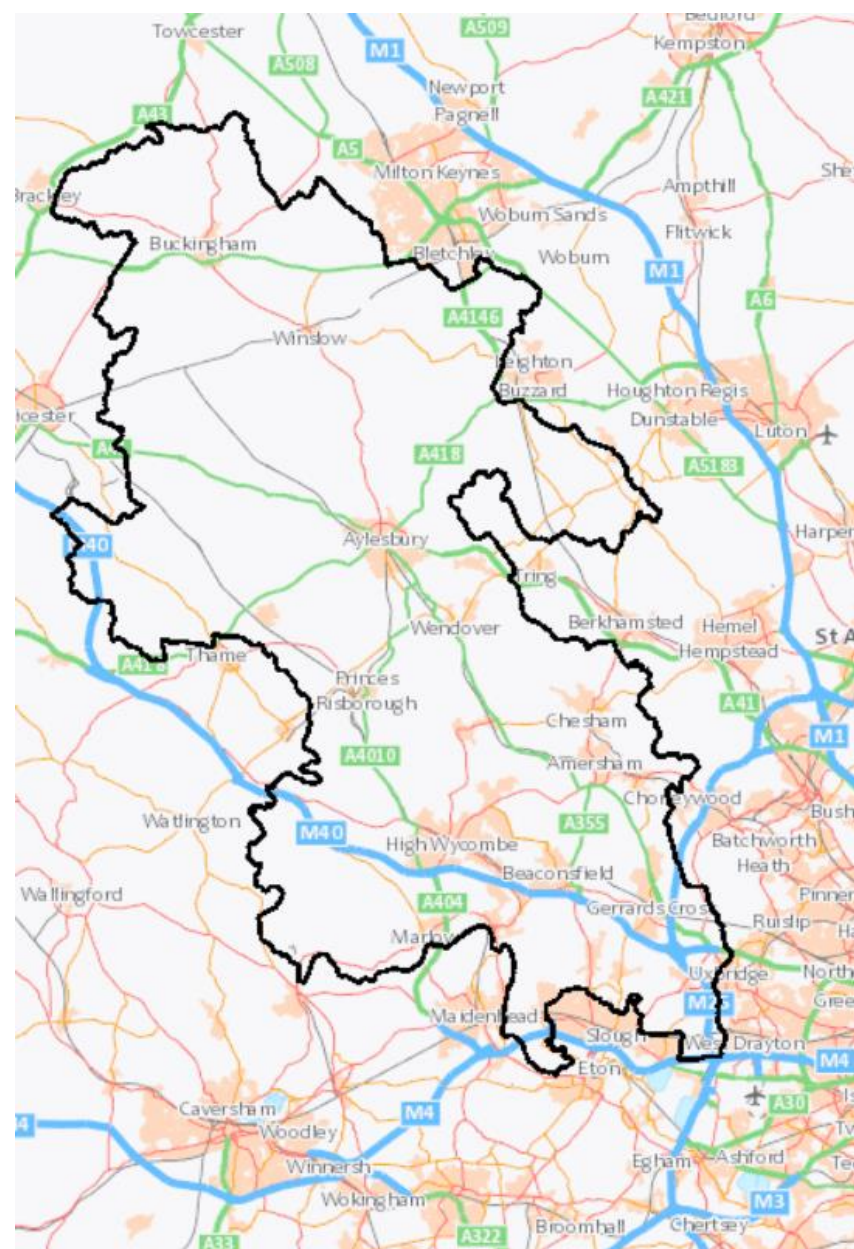 Bedford
A509
Towcester
M1
Kempston
A508
Newport
Pagnell
A421
A43
A5
Milton Keynes
Ampthill
Brackley
Woburn Sands
Flitwick
Buckingham
Bletchley
Woburn
M1
A6
A4146
Winslow
Leighton
Buzzard
Houghton Regis
Dunstable
icester
Luton
A418
A5183
Aylesbury
Harper
Tring
Berkhamsted
Hemel
Hempstead
Wendover
St A
A418
Thame
Princes
Risborough
A41
Chesham
M1
A4010
Amersham
Chorleywood
Bush
Watlington
M40
A355
High Wycombe
Batchworth
Heath
Beaconsfield
Wallingford
Pinner
A404
Gerrards Cros
Ruislip
Ha
Marlow
Uxbridge
North
M25
Gree
Maidenhead
Slough
West Drayton
M4
Eton
Caversham
M4
A30
Woodley
Ashford
Egham
Winnersh
Wokingham
M3
A33
A322
Broomhall
Chertsey